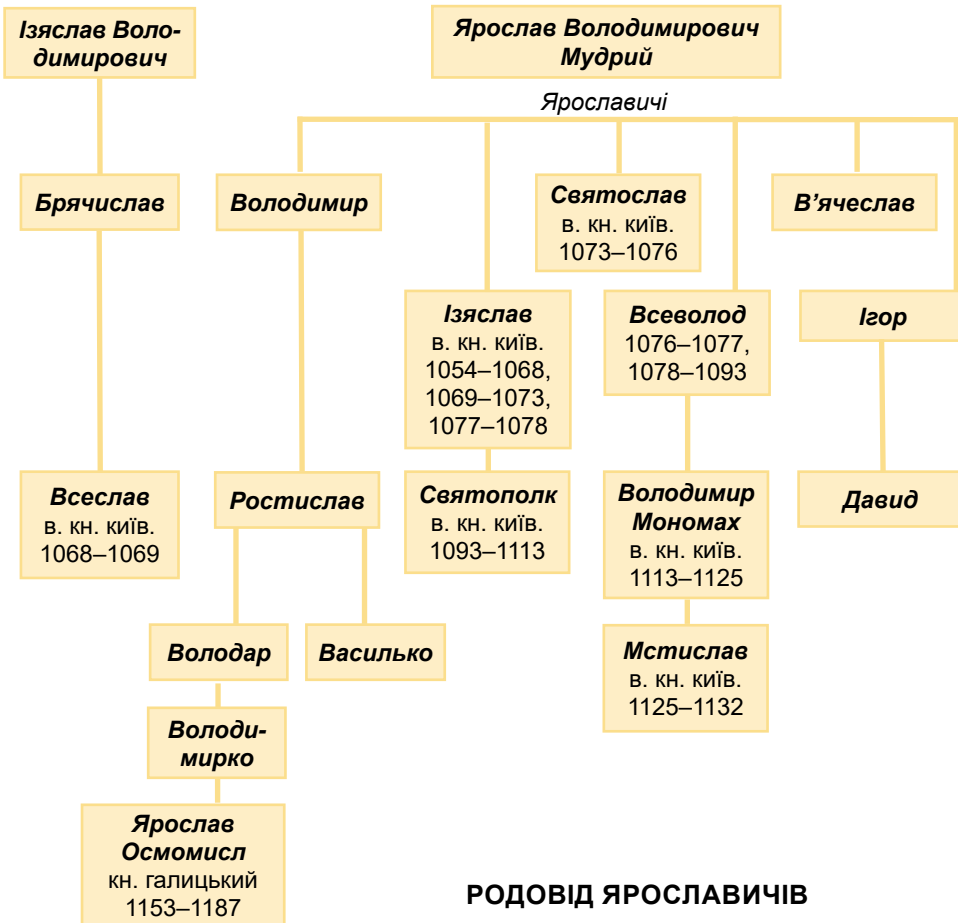 Ізяслав Воло-
димирович
Ярослав Володимирович
Мудрий
Ярославичі
Брячислав
Володимир
Святослав
в. кн. київ.
1073–1076
В’ячеслав
Ізяслав
в. кн. київ.
1054–1068,
1069–1073,
1077–1078
Всеволод
1076–1077,
1078–1093
Ігор
Всеслав
в. кн. київ.
1068–1069
Ростислав
Святополк
в. кн. київ.
1093–1113
Володимир
Мономах
в. кн. київ.
1113–1125
Давид
Володар
Василько
Мстислав
в. кн. київ.
1125–1132
Володи-
мирко
Ярослав
Осмомисл
кн. галицький
1153–1187
РОДОВІД ЯРОСЛАВИЧІВ